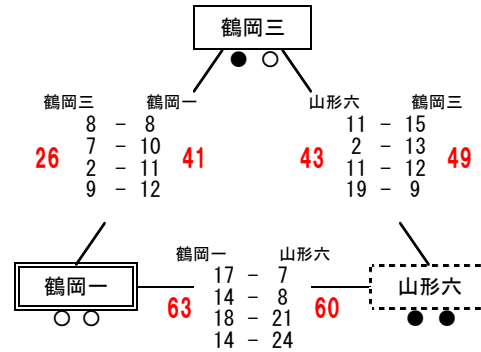 鶴岡三
● ○
鶴岡三 鶴岡一
8 - 8
7 - 10
26 41
2 - 11
9 - 12
山形六 鶴岡三
11 - 15
2 - 13
43 49
11 - 12
19 - 9
鶴岡一 山形六
17 - 7
14 - 8
63 60
18 - 21
14 - 24
鶴岡一
○ ○
山形六
● ●